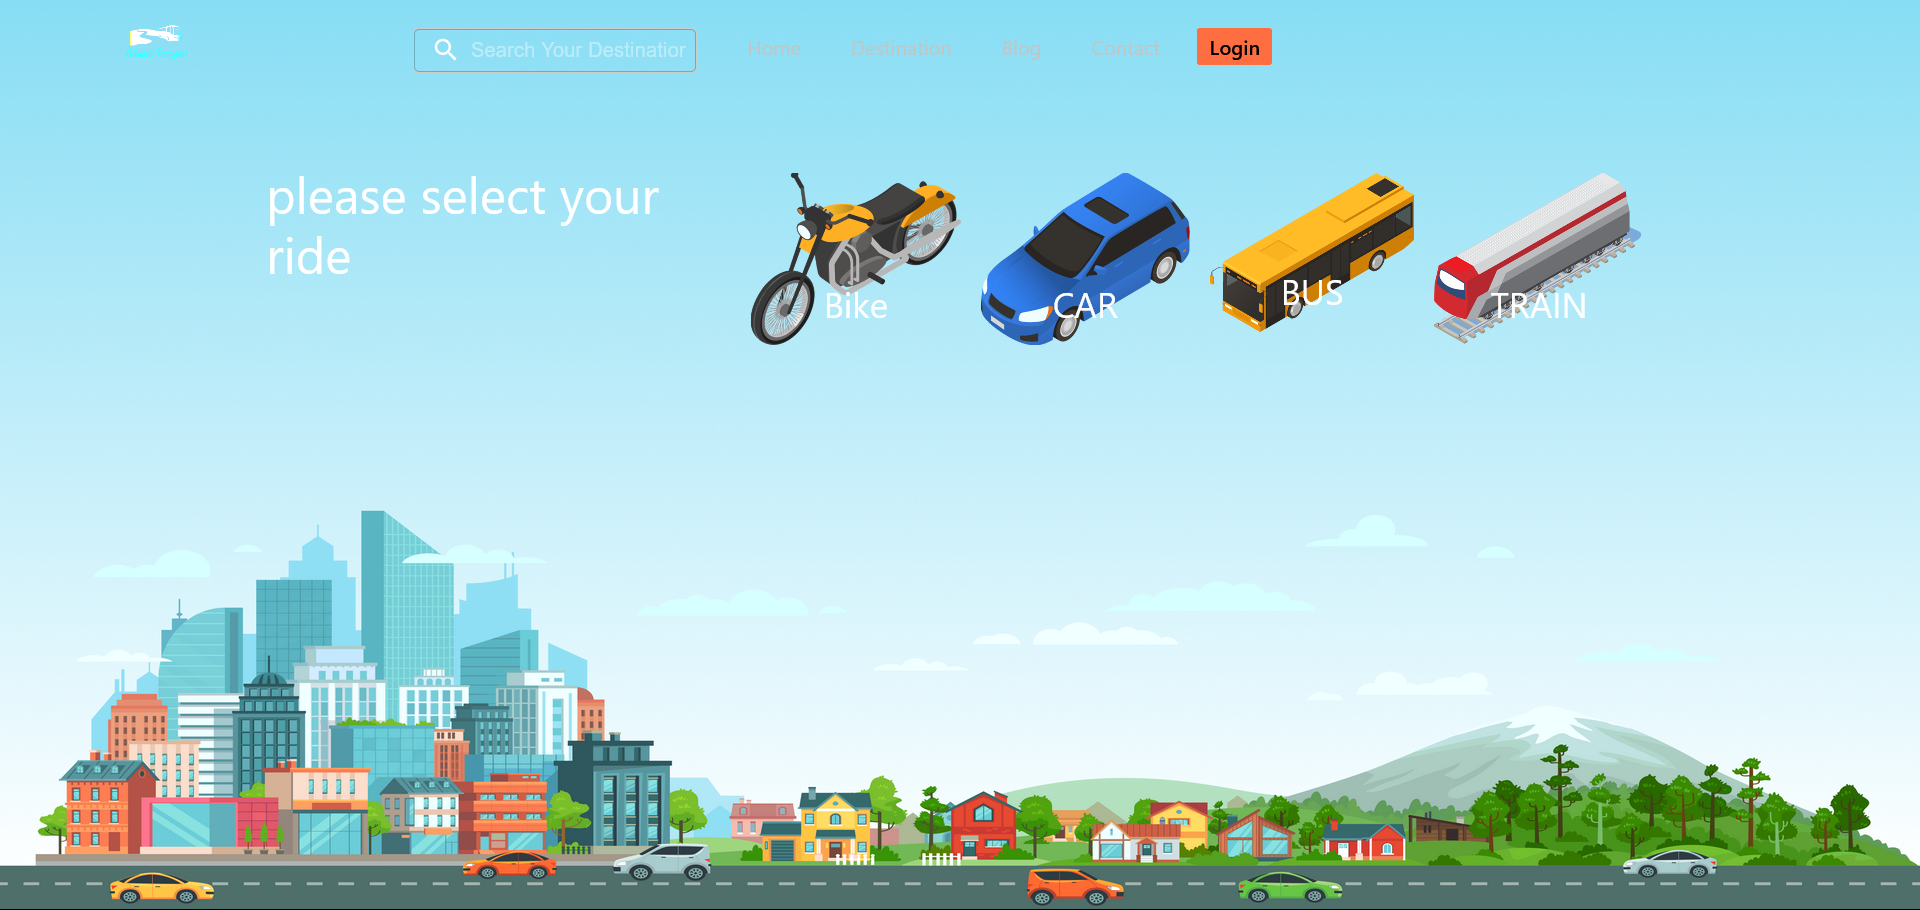 Search Your Destination
Home
Destination
Blog
Contact
Login
please select your
ride
Bike
CAR
BUS
TRAIN